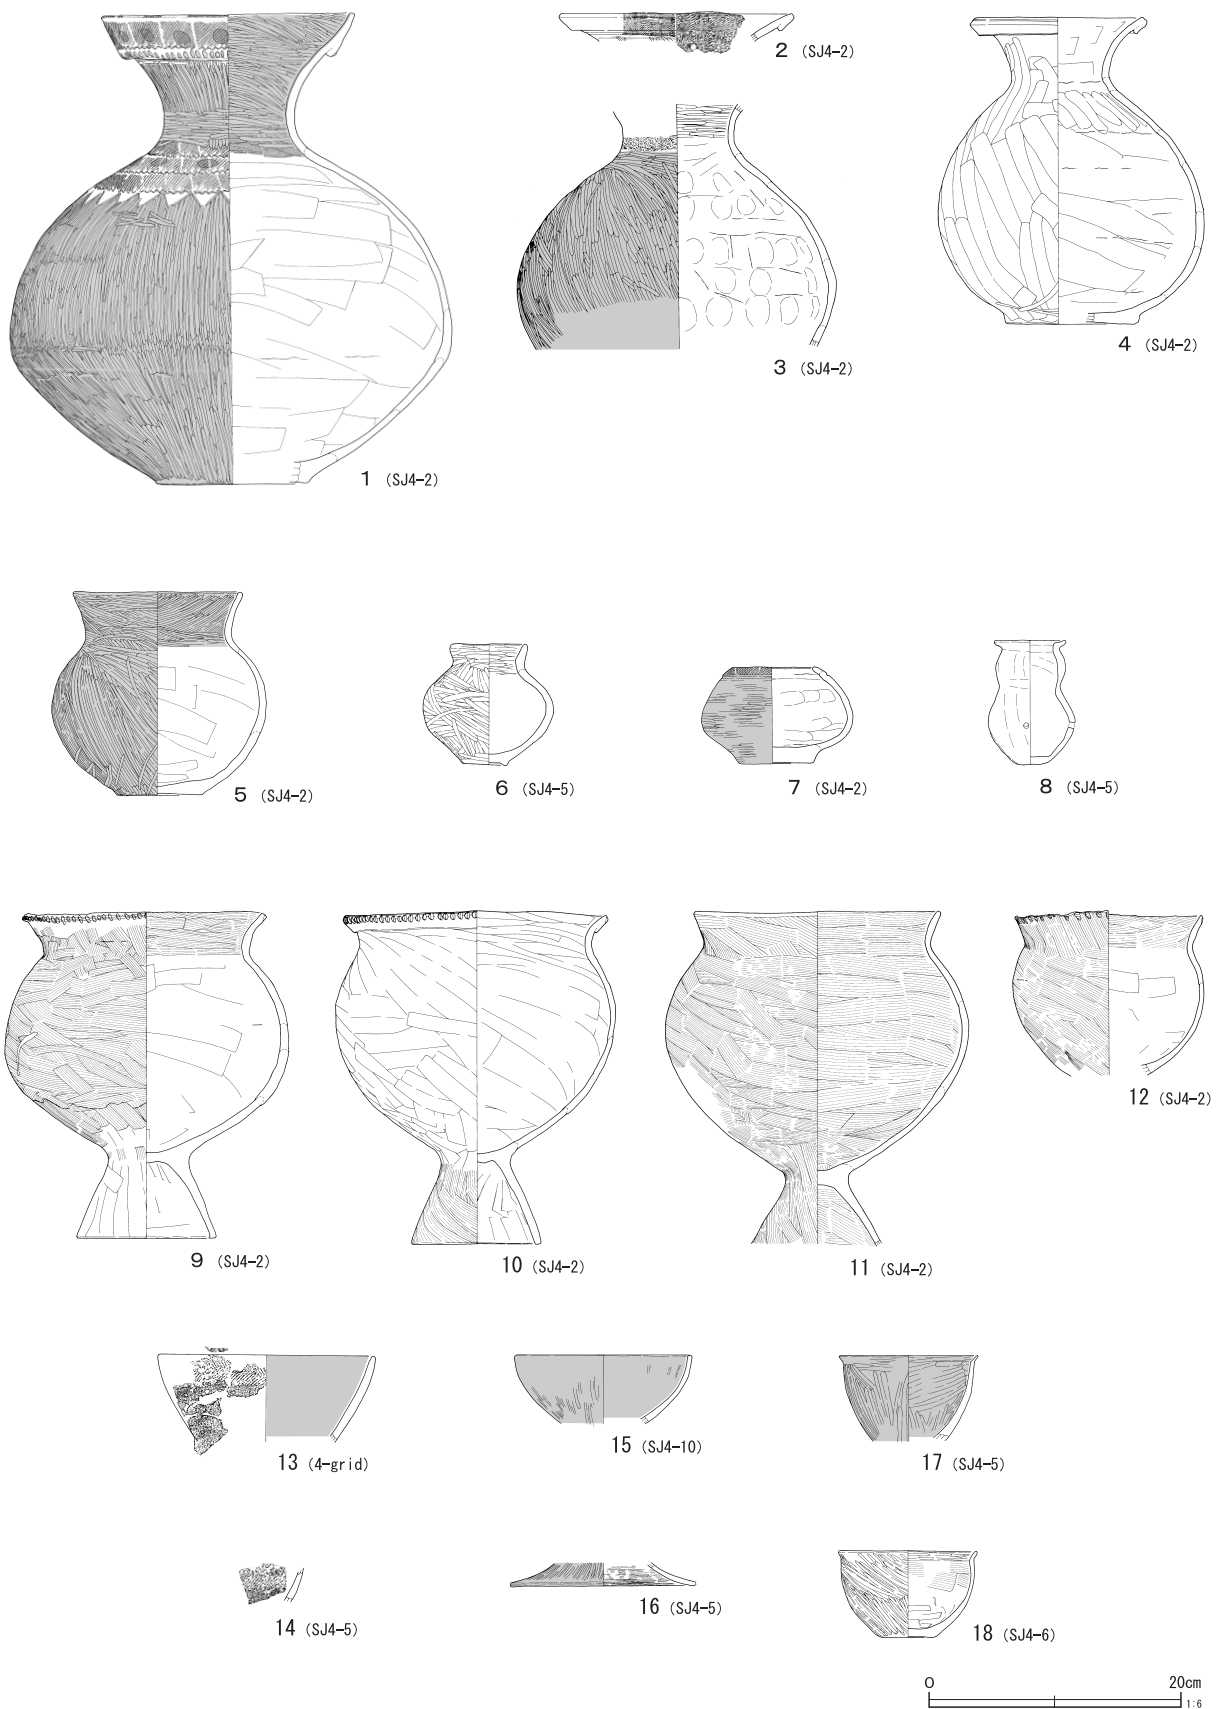 1 (SJ4-2)
2 (SJ4-2)
3 (SJ4-2)
4 (SJ4-2)
5 (SJ4-2)
6 (SJ4-5)
7 (SJ4-2)
8 (SJ4-5)
9 (SJ4-2)
10 (SJ4-2)
11 (SJ4-2)
12 (SJ4-2)
13 (4-grid)
15 (SJ4-10)
17 (SJ4-5)
14 (SJ4-5)
16 (SJ4-5)
18 (SJ4-6)
0 20cm
1:6